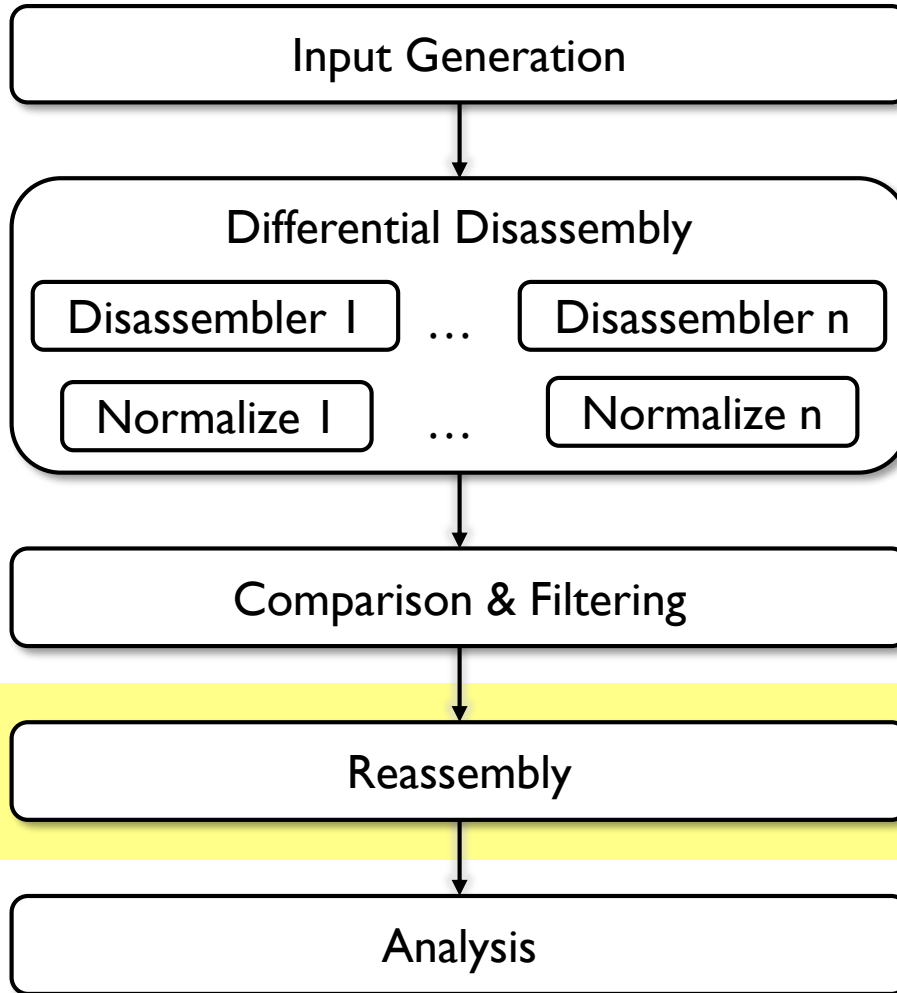 Input Generation
Differential Disassembly
Disassembler 1 … Disassembler n
Normalize 1 … Normalize n
Comparison & Filtering
Reassembly
Analysis